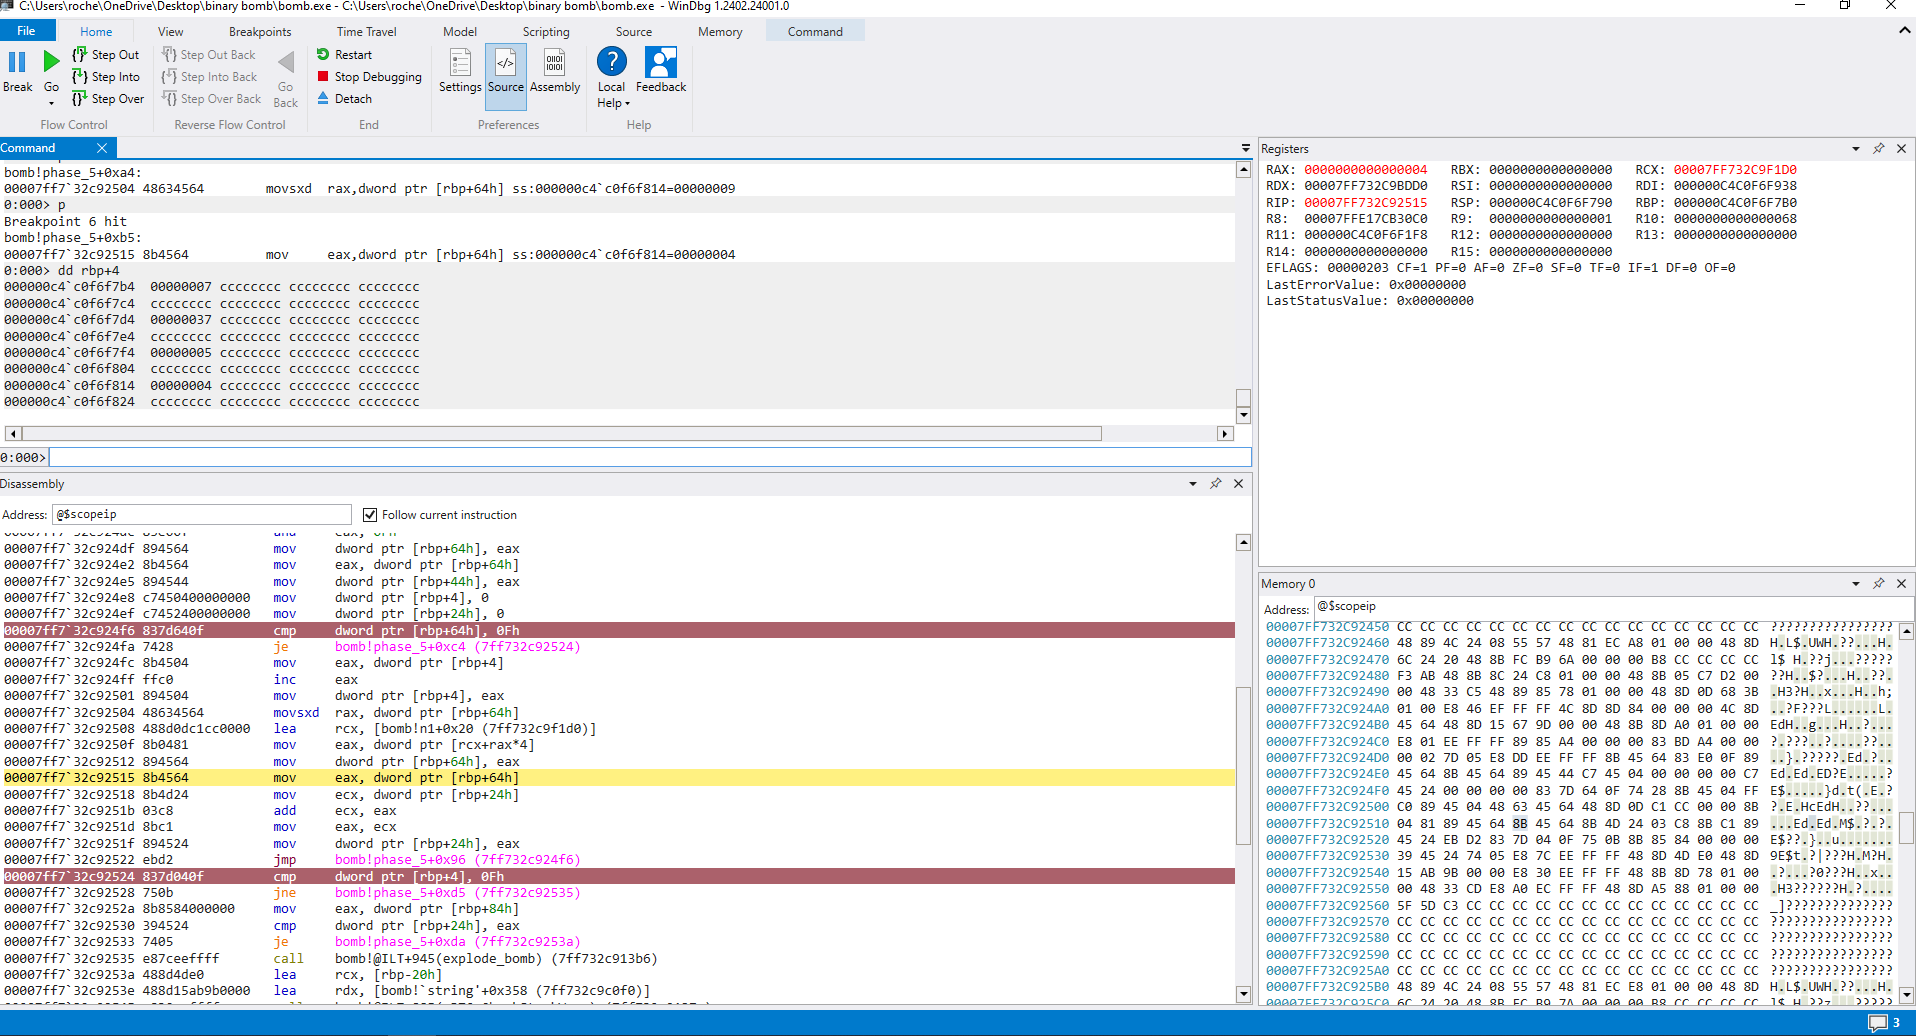 C:\Users\roche\OneDrive\Desktop\binary bomb\bomb.exe - C:\Users\roche\OneDrive\Desktop\binary bomb\bomb.exe - WinDbg 1.2402.24001.0
File Home View Breakpoints Time Travel Model Scripting Source Memory Command
Break
Go
Step Out
Step Into
Step Over
Flow Control
Step Out Back
Step Into Back
Step Over Back
Go
Back
Reverse Flow Control
Restart
Stop Debugging
Detach
End
Settings
Source
Assembly
Preferences
Local
Help
Feedback
Help
Command
bomb!phase_5+0xa4:
00007ff7`32c92504 48634564 movsxd rax,dword ptr [rbp+64h] ss:000000c4`c0f6f814=00000009
0:000> p
Breakpoint 6 hit
bomb!phase_5+0xb5:
00007ff7`32c92515 8b4564 mov eax,dword ptr [rbp+64h] ss:000000c4`c0f6f814=00000004
0:000> dd rbp+4
000000c4`c0f6f7b4 00000007 cccccccc cccccccc cccccccc
000000c4`c0f6f7c4 cccccccc cccccccc cccccccc cccccccc
000000c4`c0f6f7d4 00000037 cccccccc cccccccc cccccccc
000000c4`c0f6f7e4 cccccccc cccccccc cccccccc cccccccc
000000c4`c0f6f7f4 00000005 cccccccc cccccccc cccccccc
000000c4`c0f6f804 cccccccc cccccccc cccccccc cccccccc
000000c4`c0f6f814 00000004 cccccccc cccccccc cccccccc
000000c4`c0f6f824 cccccccc cccccccc cccccccc cccccccc
0:000>
Disassembly
Address: @$scopeip Follow current instruction
00007ff7`32c924df 894564 mov dword ptr [rbp+64h], eax
00007ff7`32c924e2 8b4564 mov eax, dword ptr [rbp+64h]
00007ff7`32c924e5 894544 mov dword ptr [rbp+44h], eax
00007ff7`32c924e8 c7450400000000 mov dword ptr [rbp+4], 0
00007ff7`32c924ef c7452400000000 mov dword ptr [rbp+24h], 0
00007ff7`32c924f6 837d640f cmp dword ptr [rbp+64h], 0Fh
00007ff7`32c924fa 7428 je bomb!phase_5+0xc4 (7ff732c92524)
00007ff7`32c924fc 8b4504 mov eax, dword ptr [rbp+4]
00007ff7`32c924ff ffc0 inc eax
00007ff7`32c92501 894504 mov dword ptr [rbp+4], eax
00007ff7`32c92504 48634564 movsxd rax, dword ptr [rbp+64h]
00007ff7`32c92508 488d0dc1cc0000 lea rcx, [bomb!n1+0x20 (7ff732c9f1d0)]
00007ff7`32c9250f 8b0481 mov eax, dword ptr [rcx+rax*4]
00007ff7`32c92512 894564 mov dword ptr [rbp+64h], eax
00007ff7`32c92515 8b4564 mov eax, dword ptr [rbp+64h]
00007ff7`32c92518 8b4d24 mov ecx, dword ptr [rbp+24h]
00007ff7`32c9251b 03c8 add ecx, eax
00007ff7`32c9251d 8bc1 mov eax, ecx
00007ff7`32c9251f 894524 mov dword ptr [rbp+24h], eax
00007ff7`32c92522 ebd2 jmp bomb!phase_5+0x96 (7ff732c924f6)
00007ff7`32c92524 837d040f cmp dword ptr [rbp+4], 0Fh
00007ff7`32c92528 750b jne bomb!phase_5+0xd5 (7ff732c92535)
00007ff7`32c9252a 8b8584000000 mov eax, dword ptr [rbp+84h]
00007ff7`32c92530 394524 cmp dword ptr [rbp+24h], eax
00007ff7`32c92533 7405 je bomb!phase_5+0xda (7ff732c9253a)
00007ff7`32c92535 e87ceeffff call bomb!@ILT+945(explode_bomb) (7ff732c913b6)
00007ff7`32c9253a 488d4de0 lea rcx, [rbp-20h]
00007ff7`32c9253e 488d15ab9b0000 lea rdx, [bomb!`string'+0x358 (7ff732c9c0f0)]
Registers
RAX: 0000000000000004 RBX: 0000000000000000 RCX: 00007FF732C9F1D0
RDX: 00007FF732C9BDD0 RSI: 0000000000000000 RDI: 000000C4C0F6F938
RIP: 00007FF732C92515 RSP: 000000C4C0F6F790 RBP: 000000C4C0F6F7B0
R8: 00007FFE17CB30C0 R9: 0000000000000001 R10: 0000000000000068
R11: 000000C4C0F6F1F8 R12: 0000000000000000 R13: 0000000000000000
R14: 0000000000000000 R15: 0000000000000000
EFLAGS: 00000203 CF=1 PF=0 AF=0 ZF=0 SF=0 TF=0 IF=1 DF=0 OF=0
LastErrorValue: 0x00000000
LastStatusValue: 0x00000000
Memory 0
Address: @$scopeip
00007FF732C92450 CC CC CC CC CC CC CC CC CC CC CC CC CC CC CC CC ????????????????
00007FF732C92460 48 89 4C 24 08 55 57 48 81 EC A8 01 00 00 48 8D H.L$.UWH.??....H.
00007FF732C92470 6C 24 20 48 8B FC B9 6A 00 00 00 B8 CC CC CC CC l$ H.??j...?????
00007FF732C92480 F3 AB 48 8B 8C 24 C8 01 00 00 48 8B 05 C7 D2 00 ??H..$?...H..??.
00007FF732C92490 00 48 33 C5 48 89 85 78 01 00 00 48 8D 0D 68 3B .H3?H..x...H..h;
00007FF732C924A0 01 00 E8 46 EF FF FF 4C 8D 8D 84 00 00 00 4C 8D ..?F???L......L.
00007FF732C924B0 45 64 48 8D 15 67 9D 00 00 48 8B 8D A0 01 00 00 EdH..g...H..?...
00007FF732C924C0 E8 01 EE FF FF 89 85 A4 00 00 00 83 BD A4 00 00 ?.???..?....??..
00007FF732C924D0 00 02 7D 05 E8 DD EE FF FF 8B 45 64 83 E0 0F 89 ..}.?????.Ed.?..
00007FF732C924E0 45 64 8B 45 64 89 45 44 C7 45 04 00 00 00 00 C7 Ed.Ed.ED?E.....?
00007FF732C924F0 45 24 00 00 00 00 83 7D 64 0F 74 28 8B 45 04 FF E$.....}d.t(.E.?
00007FF732C92500 C0 89 45 04 48 63 45 64 48 8D 0D C1 CC 00 00 8B ?.E.HcEdH..??...
00007FF732C92510 04 81 89 45 64 8B 45 64 8B 4D 24 03 C8 8B C1 89 ...Ed.Ed.M$.?.?.
00007FF732C92520 45 24 EB D2 83 7D 04 0F 75 0B 8B 85 84 00 00 00 E$??.}..u.......
00007FF732C92530 39 45 24 74 05 E8 7C EE FF FF 48 8D 4D E0 48 8D 9E$t.?|???H.M?H.
00007FF732C92540 15 AB 9B 00 00 E8 30 EE FF FF 48 8B 8D 78 01 00 .?...?0???H..x..
00007FF732C92550 00 48 33 CD E8 A0 EC FF FF 48 8D A5 88 01 00 00 .H3??????H.?....
00007FF732C92560 5F 5D C3 CC CC CC CC CC CC CC CC CC CC CC CC CC _]??????????????
00007FF732C92570 CC CC CC CC CC CC CC CC CC CC CC CC CC CC CC CC ????????????????
00007FF732C92580 CC CC CC CC CC CC CC CC CC CC CC CC CC CC CC CC ????????????????
00007FF732C92590 CC CC CC CC CC CC CC CC CC CC CC CC CC CC CC CC ????????????????
00007FF732C925A0 CC CC CC CC CC CC CC CC CC CC CC CC CC CC CC CC ????????????????
00007FF732C925B0 48 89 4C 24 08 55 57 48 81 EC E8 01 00 00 48 8D H.L$.UWH.??...H.
00007FF732C925C0 6C 24 20 48 8B FC B9 7A 00 00 00 B8 CC CC CC CC l$ H.??z...?????
3